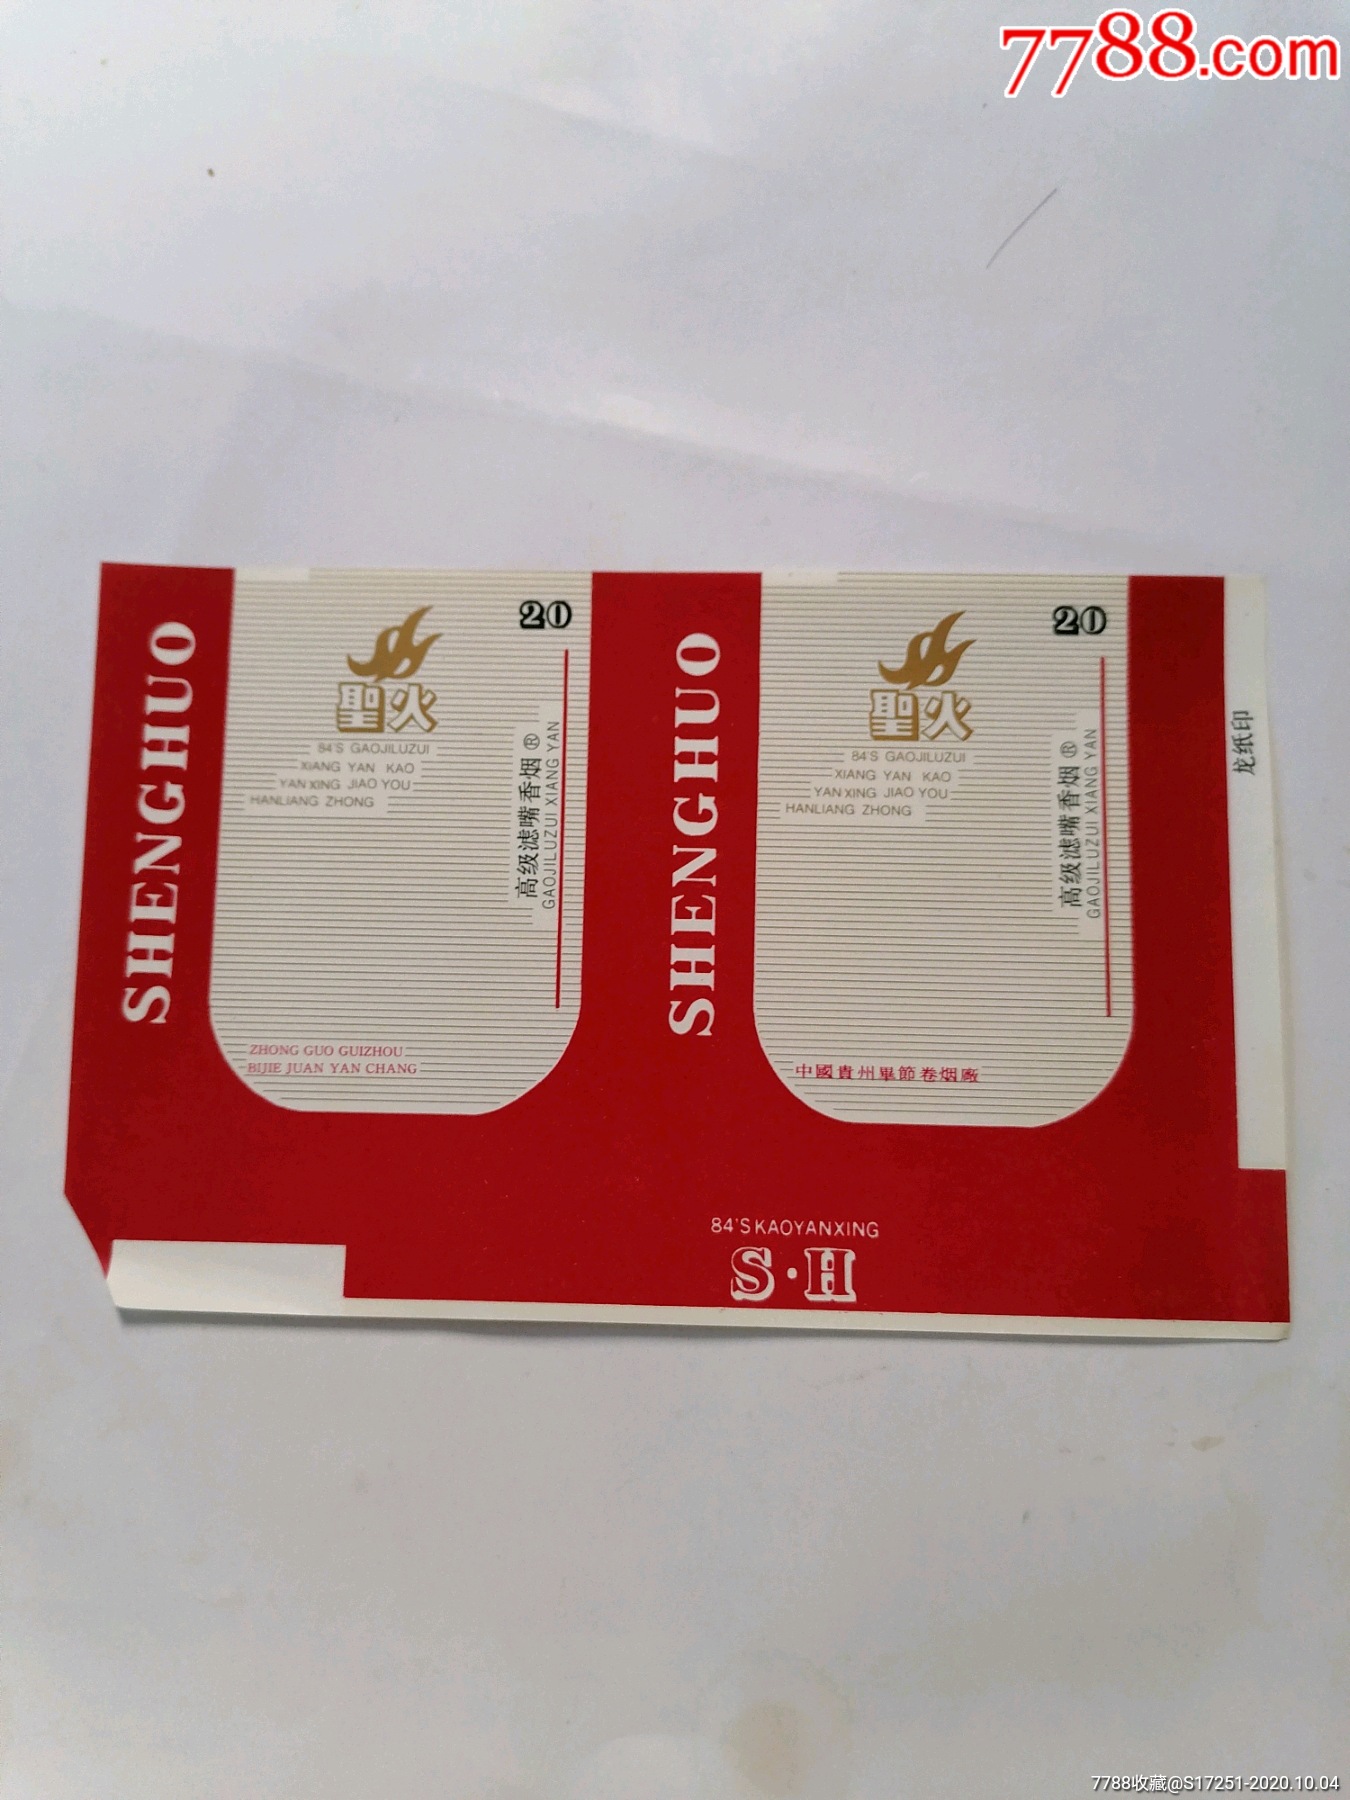 7788.com
SHENGHUO
20
聖火
84'S GAOJILUZUI
XIANG YAN KAO
YAN XING JIAO YOU
HANLIANG ZHONG
高级滤嘴香烟®
GAOJILUZUI XIANG YAN
ZHONG GUO GUIZHOU
BIJIE JUAN YAN CHANG
SHENGHUO
20
聖火
84'S GAOJILUZUI
XIANG YAN KAO
YAN XING JIAO YOU
HANLIANG ZHONG
高级滤嘴香烟®
GAOJILUZUI XIANG YAN
中國貴州畢節卷烟廠
龙纸印
84'S KAOYANXING
S·H
7788收藏@S17251-2020.10.04